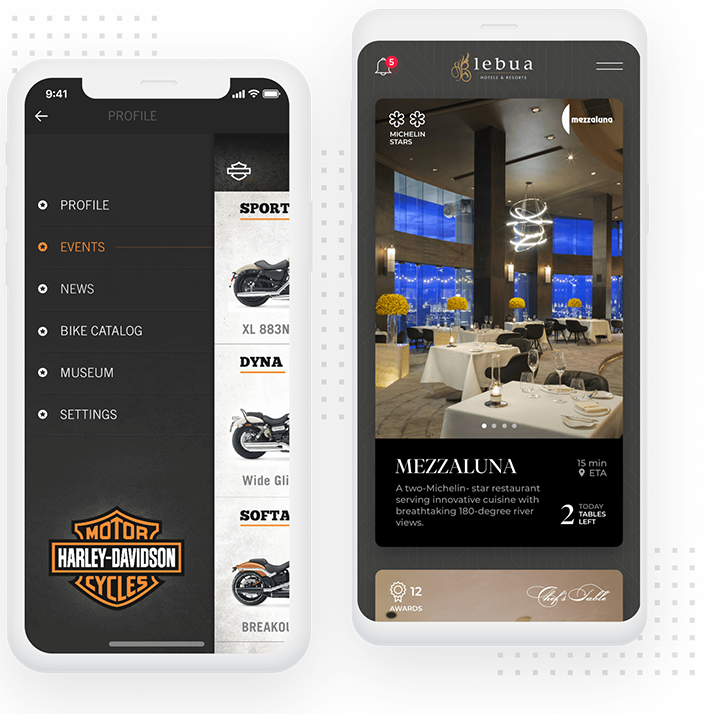 9:41
PROFILE
PROFILE
EVENTS
NEWS
BIKE CATALOG
MUSEUM
SETTINGS
MOTOR
HARLEY-DAVIDSON
CYCLES
SPORT
XL 883N
DYNA
Wide Gli
SOFTA
BREAKOU
5
lebua
HOTELS & RESORTS
MICHELIN
STARS
mezzaluna
MEZZALUNA
15 min
ETA
A two-Michelin- star restaurant
serving innovative cuisine with
breathtaking 180-degree river
views.
2 TODAY
TABLES
LEFT
12
AWARDS
Chef's Table